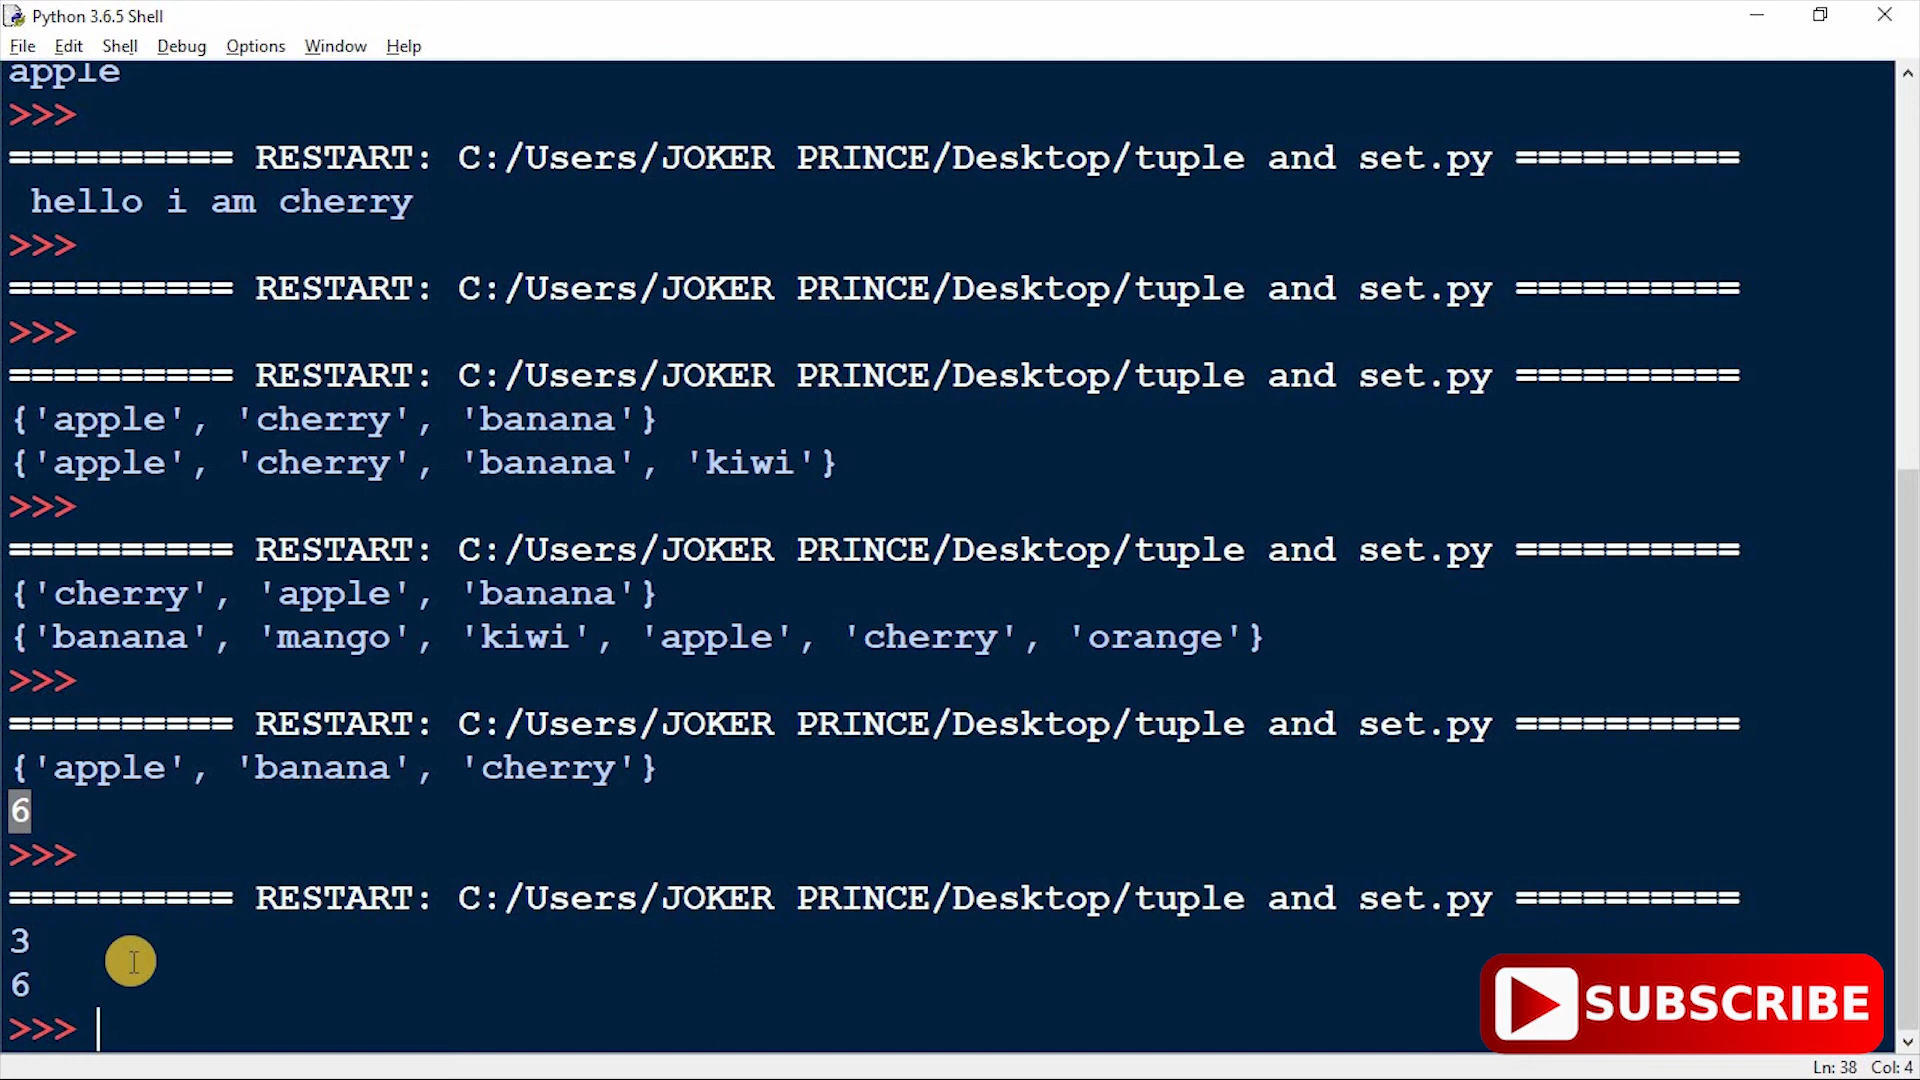 Python 3.6.5 Shell
File Edit Shell Debug Options Window Help
apple
>>>
========== RESTART: C:/Users/JOKER PRINCE/Desktop/tuple and set.py ==========
 hello i am cherry
>>>
========== RESTART: C:/Users/JOKER PRINCE/Desktop/tuple and set.py ==========
>>>
========== RESTART: C:/Users/JOKER PRINCE/Desktop/tuple and set.py ==========
{'apple', 'cherry', 'banana'}
{'apple', 'cherry', 'banana', 'kiwi'}
>>>
========== RESTART: C:/Users/JOKER PRINCE/Desktop/tuple and set.py ==========
{'cherry', 'apple', 'banana'}
{'banana', 'mango', 'kiwi', 'apple', 'cherry', 'orange'}
>>>
========== RESTART: C:/Users/JOKER PRINCE/Desktop/tuple and set.py ==========
{'apple', 'banana', 'cherry'}
6
>>>
========== RESTART: C:/Users/JOKER PRINCE/Desktop/tuple and set.py ==========
3
6
>>>
SUBSCRIBE
Ln: 38 Col: 4